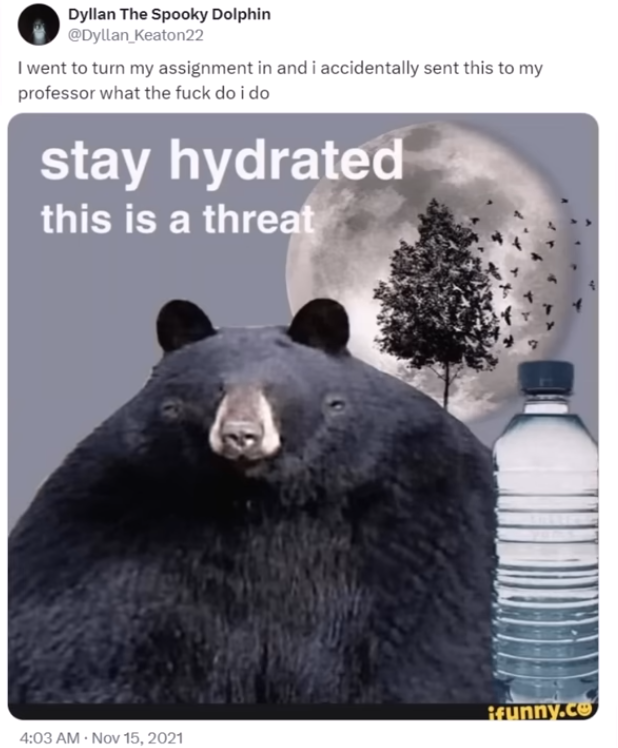 Dyllan The Spooky Dolphin
@Dyllan_Keaton22
I went to turn my assignment in and i accidentally sent this to my
professor what the fuck do i do
stay hydrated
this is a threat
ifunny.co
4:03 AM · Nov 15, 2021